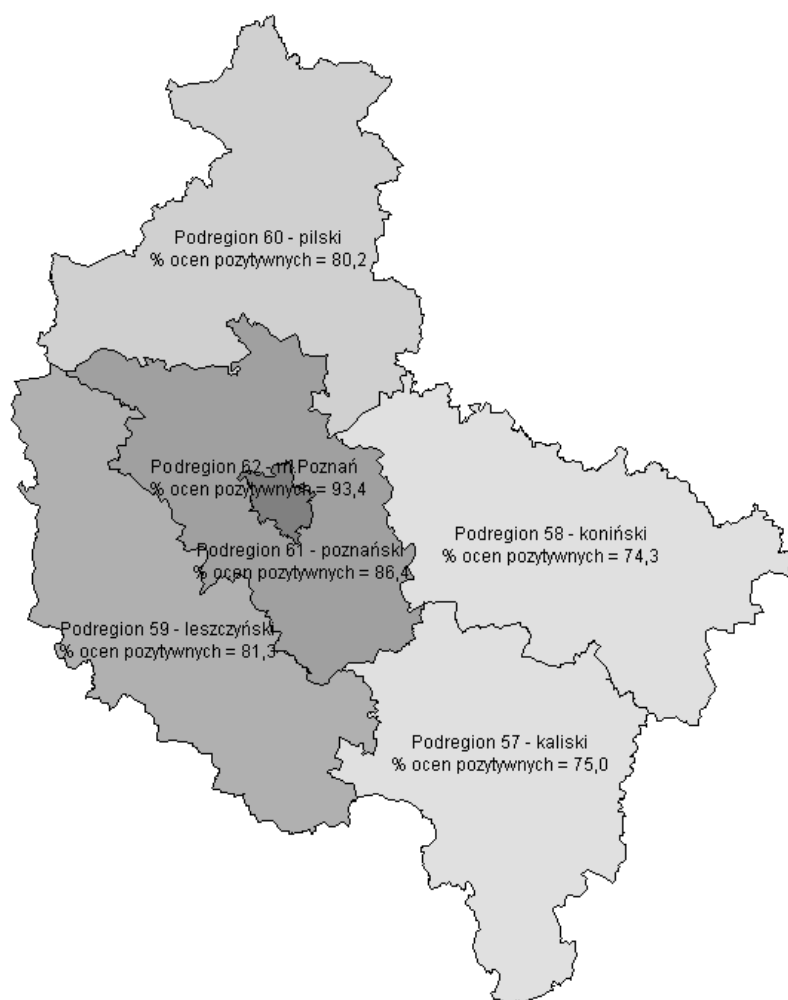 Podregion 60 - pilski
% ocen pozytywnych = 80,2
Podregion 62 - m.Poznań
% ocen pozytywnych = 93,4
Podregion 58 - koniński
% ocen pozytywnych = 74,3
Podregion 61 - poznański
% ocen pozytywnych = 86,4
Podregion 59 - leszczyński
% ocen pozytywnych = 81,3
Podregion 57 - kaliski
% ocen pozytywnych = 75,0